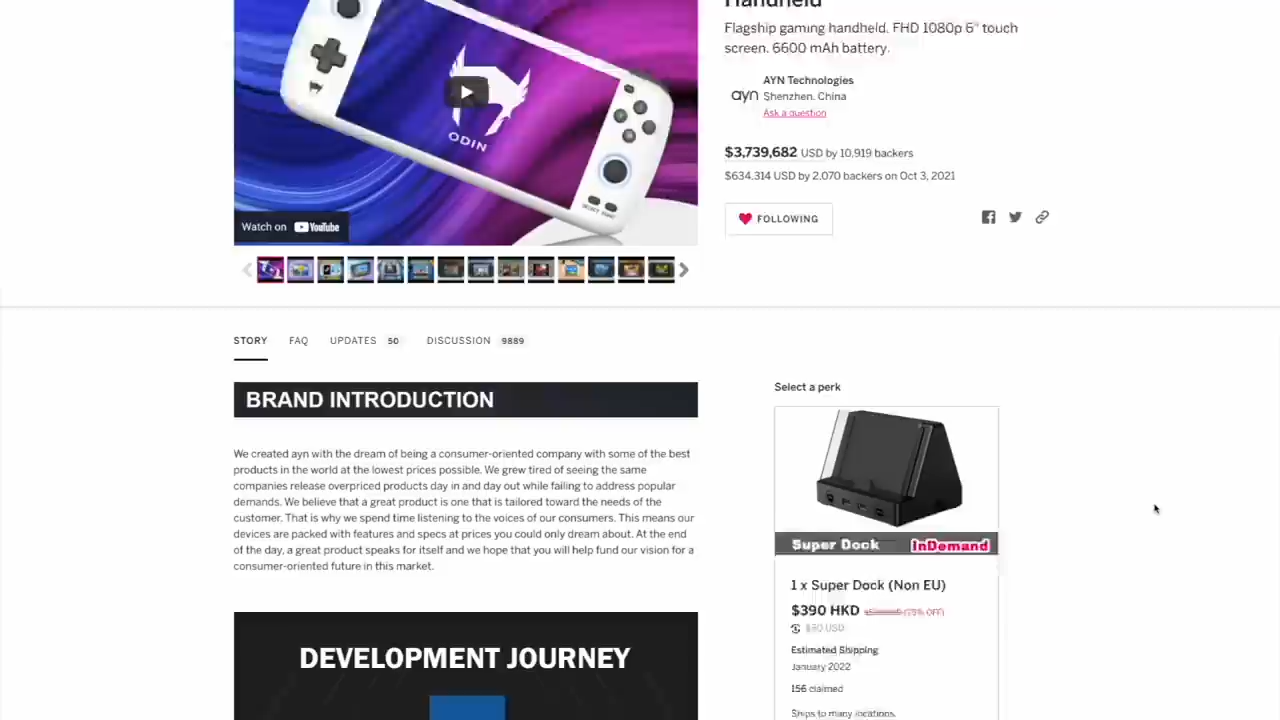 Handheld
Flagship gaming handheld. FHD 1080p 6" touch
screen. 6600 mAh battery.
AYN Technologies
ayn
Shenzhen, China
Ask a question
$3,739,682 USD by 10,919 backers
$634,314 USD by 2,070 backers on Oct 3, 2021
FOLLOWING
ODIN
SELECT START
Watch on YouTube
STORY FAQ UPDATES 50 DISCUSSION 9889
BRAND INTRODUCTION
We created ayn with the dream of being a consumer-oriented company with some of the best
products in the world at the lowest prices possible. We grew tired of seeing the same
companies release overpriced products day in and day out while failing to address popular
demands. We believe that a great product is one that is tailored toward the needs of the
customer. That is why we spend time listening to the voices of our consumers. This means our
devices are packed with features and specs at prices you could only dream about. At the end
of the day, a great product speaks for itself and we hope that you will help fund our vision for a
consumer-oriented future in this market.
DEVELOPMENT JOURNEY
Select a perk
Super Dock InDemand
1 x Super Dock (Non EU)
$390 HKD OFF)
$50 USD
Estimated Shipping
January 2022
156 claimed
Ships to many locations.